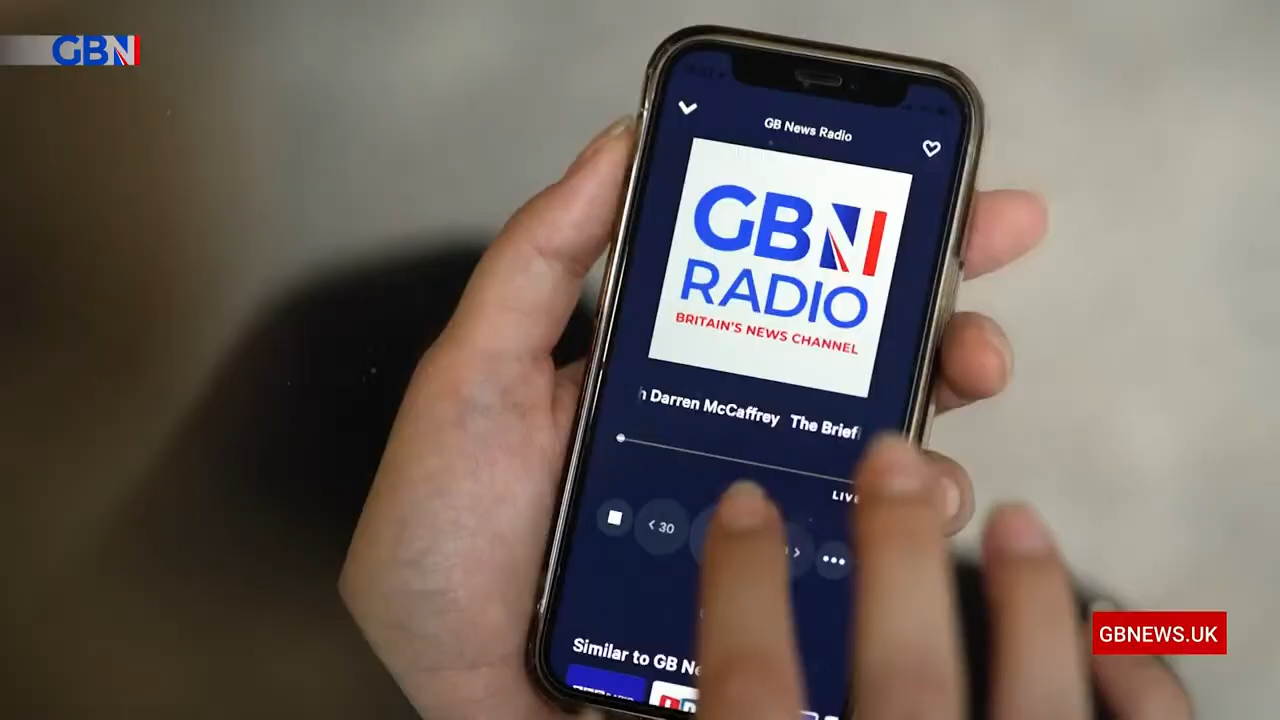 GBN
GB News Radio
GBN
RADIO
BRITAIN'S NEWS CHANNEL
Darren McCaffrey The Brief
LIVE
30
Similar to GB Ne
GBNEWS.UK